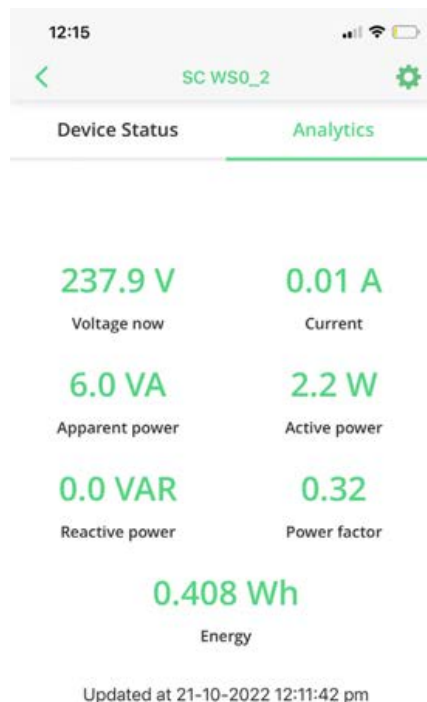 12:15
SC WS0_2
Device Status Analytics
237.9 V 0.01 A
Voltage now Current
6.0 VA 2.2 W
Apparent power Active power
0.0 VAR 0.32
Reactive power Power factor
0.408 Wh
Energy
Updated at 21-10-2022 12:11:42 pm